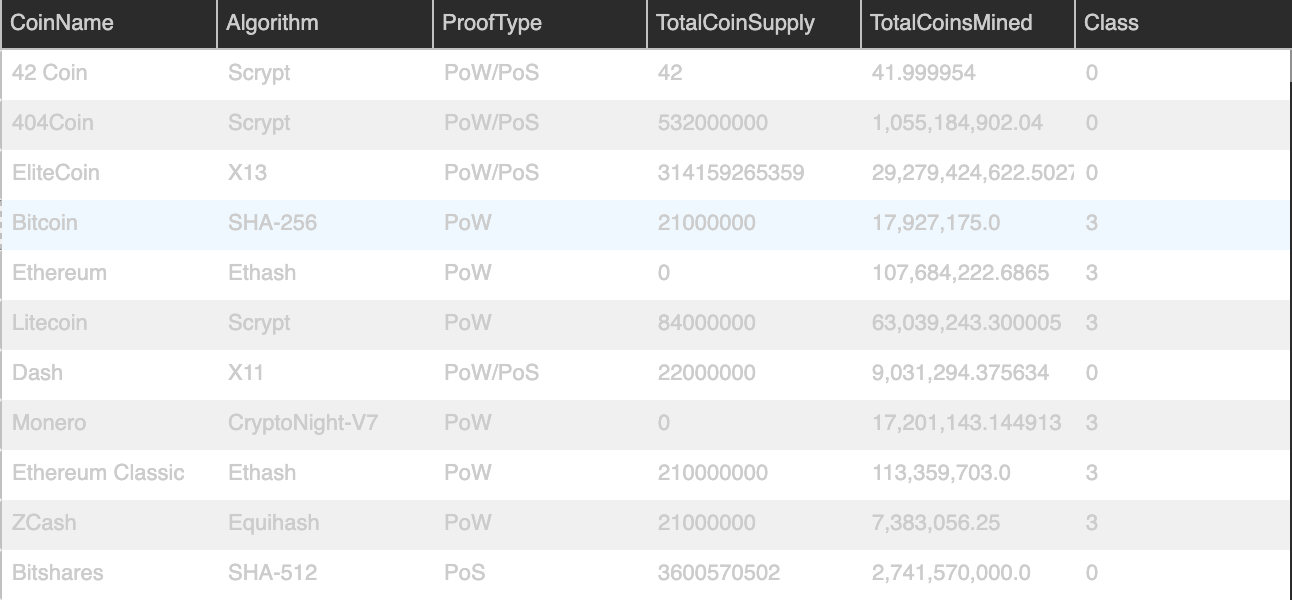 CoinName Algorithm ProofType TotalCoinSupply TotalCoinsMined Class
42 Coin Scrypt PoW/PoS 42 41.999954 0
404Coin Scrypt PoW/PoS 532000000 1,055,184,902.04 0
EliteCoin X13 PoW/PoS 314159265359 29,279,424,622.5027 0
Bitcoin SHA-256 PoW 21000000 17,927,175.0 3
Ethereum Ethash PoW 0 107,684,222.6865 3
Litecoin Scrypt PoW 84000000 63,039,243.300005 3
Dash X11 PoW/PoS 22000000 9,031,294.375634 0
Monero CryptoNight-V7 PoW 0 17,201,143.144913 3
Ethereum Classic Ethash PoW 210000000 113,359,703.0 3
ZCash Equihash PoW 21000000 7,383,056.25 3
Bitshares SHA-512 PoS 3600570502 2,741,570,000.0 0